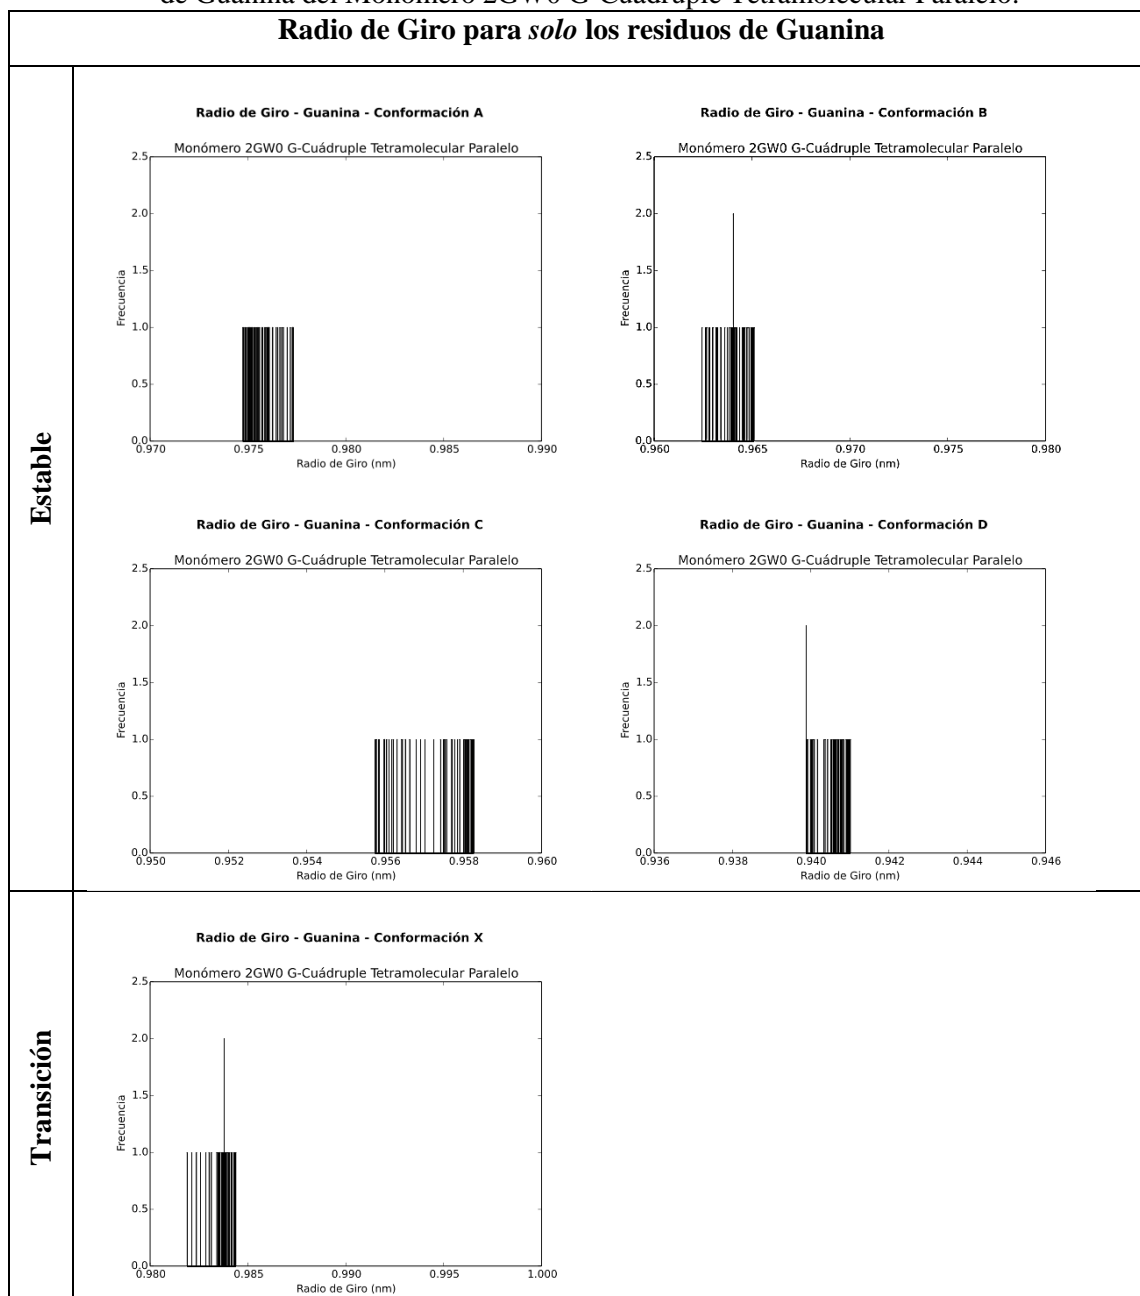 de Guanina del Monómero 2GW0 G-Cuádruple Tetramolecular Paralelo.
Radio de Giro para solo los residuos de Guanina
Estable
Radio de Giro - Guanina - Conformación A
Monómero 2GW0 G-Cuádruple Tetramolecular Paralelo
2.5
2.0
1.5
1.0
0.5
0.0
Frecuencia
0.970 0.975 0.980 0.985 0.990
Radio de Giro (nm)
Radio de Giro - Guanina - Conformación B
Monómero 2GW0 G-Cuádruple Tetramolecular Paralelo
2.5
2.0
1.5
1.0
0.5
0.0
Frecuencia
0.960 0.965 0.970 0.975 0.980
Radio de Giro (nm)
Radio de Giro - Guanina - Conformación C
Monómero 2GW0 G-Cuádruple Tetramolecular Paralelo
2.5
2.0
1.5
1.0
0.5
0.0
Frecuencia
0.950 0.952 0.954 0.956 0.958 0.960
Radio de Giro (nm)
Radio de Giro - Guanina - Conformación D
Monómero 2GW0 G-Cuádruple Tetramolecular Paralelo
2.5
2.0
1.5
1.0
0.5
0.0
Frecuencia
0.936 0.938 0.940 0.942 0.944 0.946
Radio de Giro (nm)
Transición
Radio de Giro - Guanina - Conformación X
Monómero 2GW0 G-Cuádruple Tetramolecular Paralelo
2.5
2.0
1.5
1.0
0.5
0.0
Frecuencia
0.980 0.985 0.990 0.995 1.000
Radio de Giro (nm)